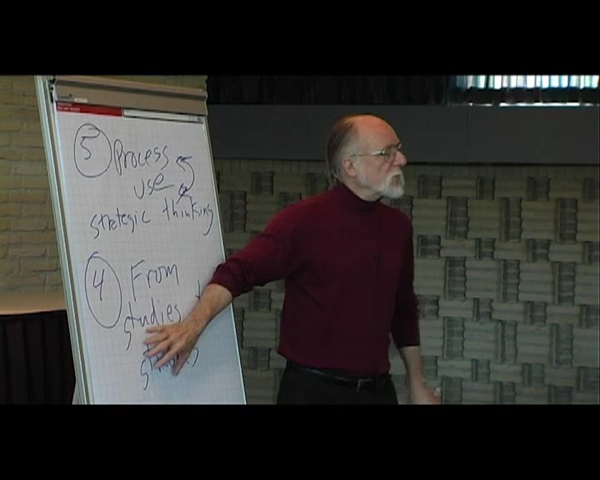 5 Process
use &
strategic thinking
4 From
studies